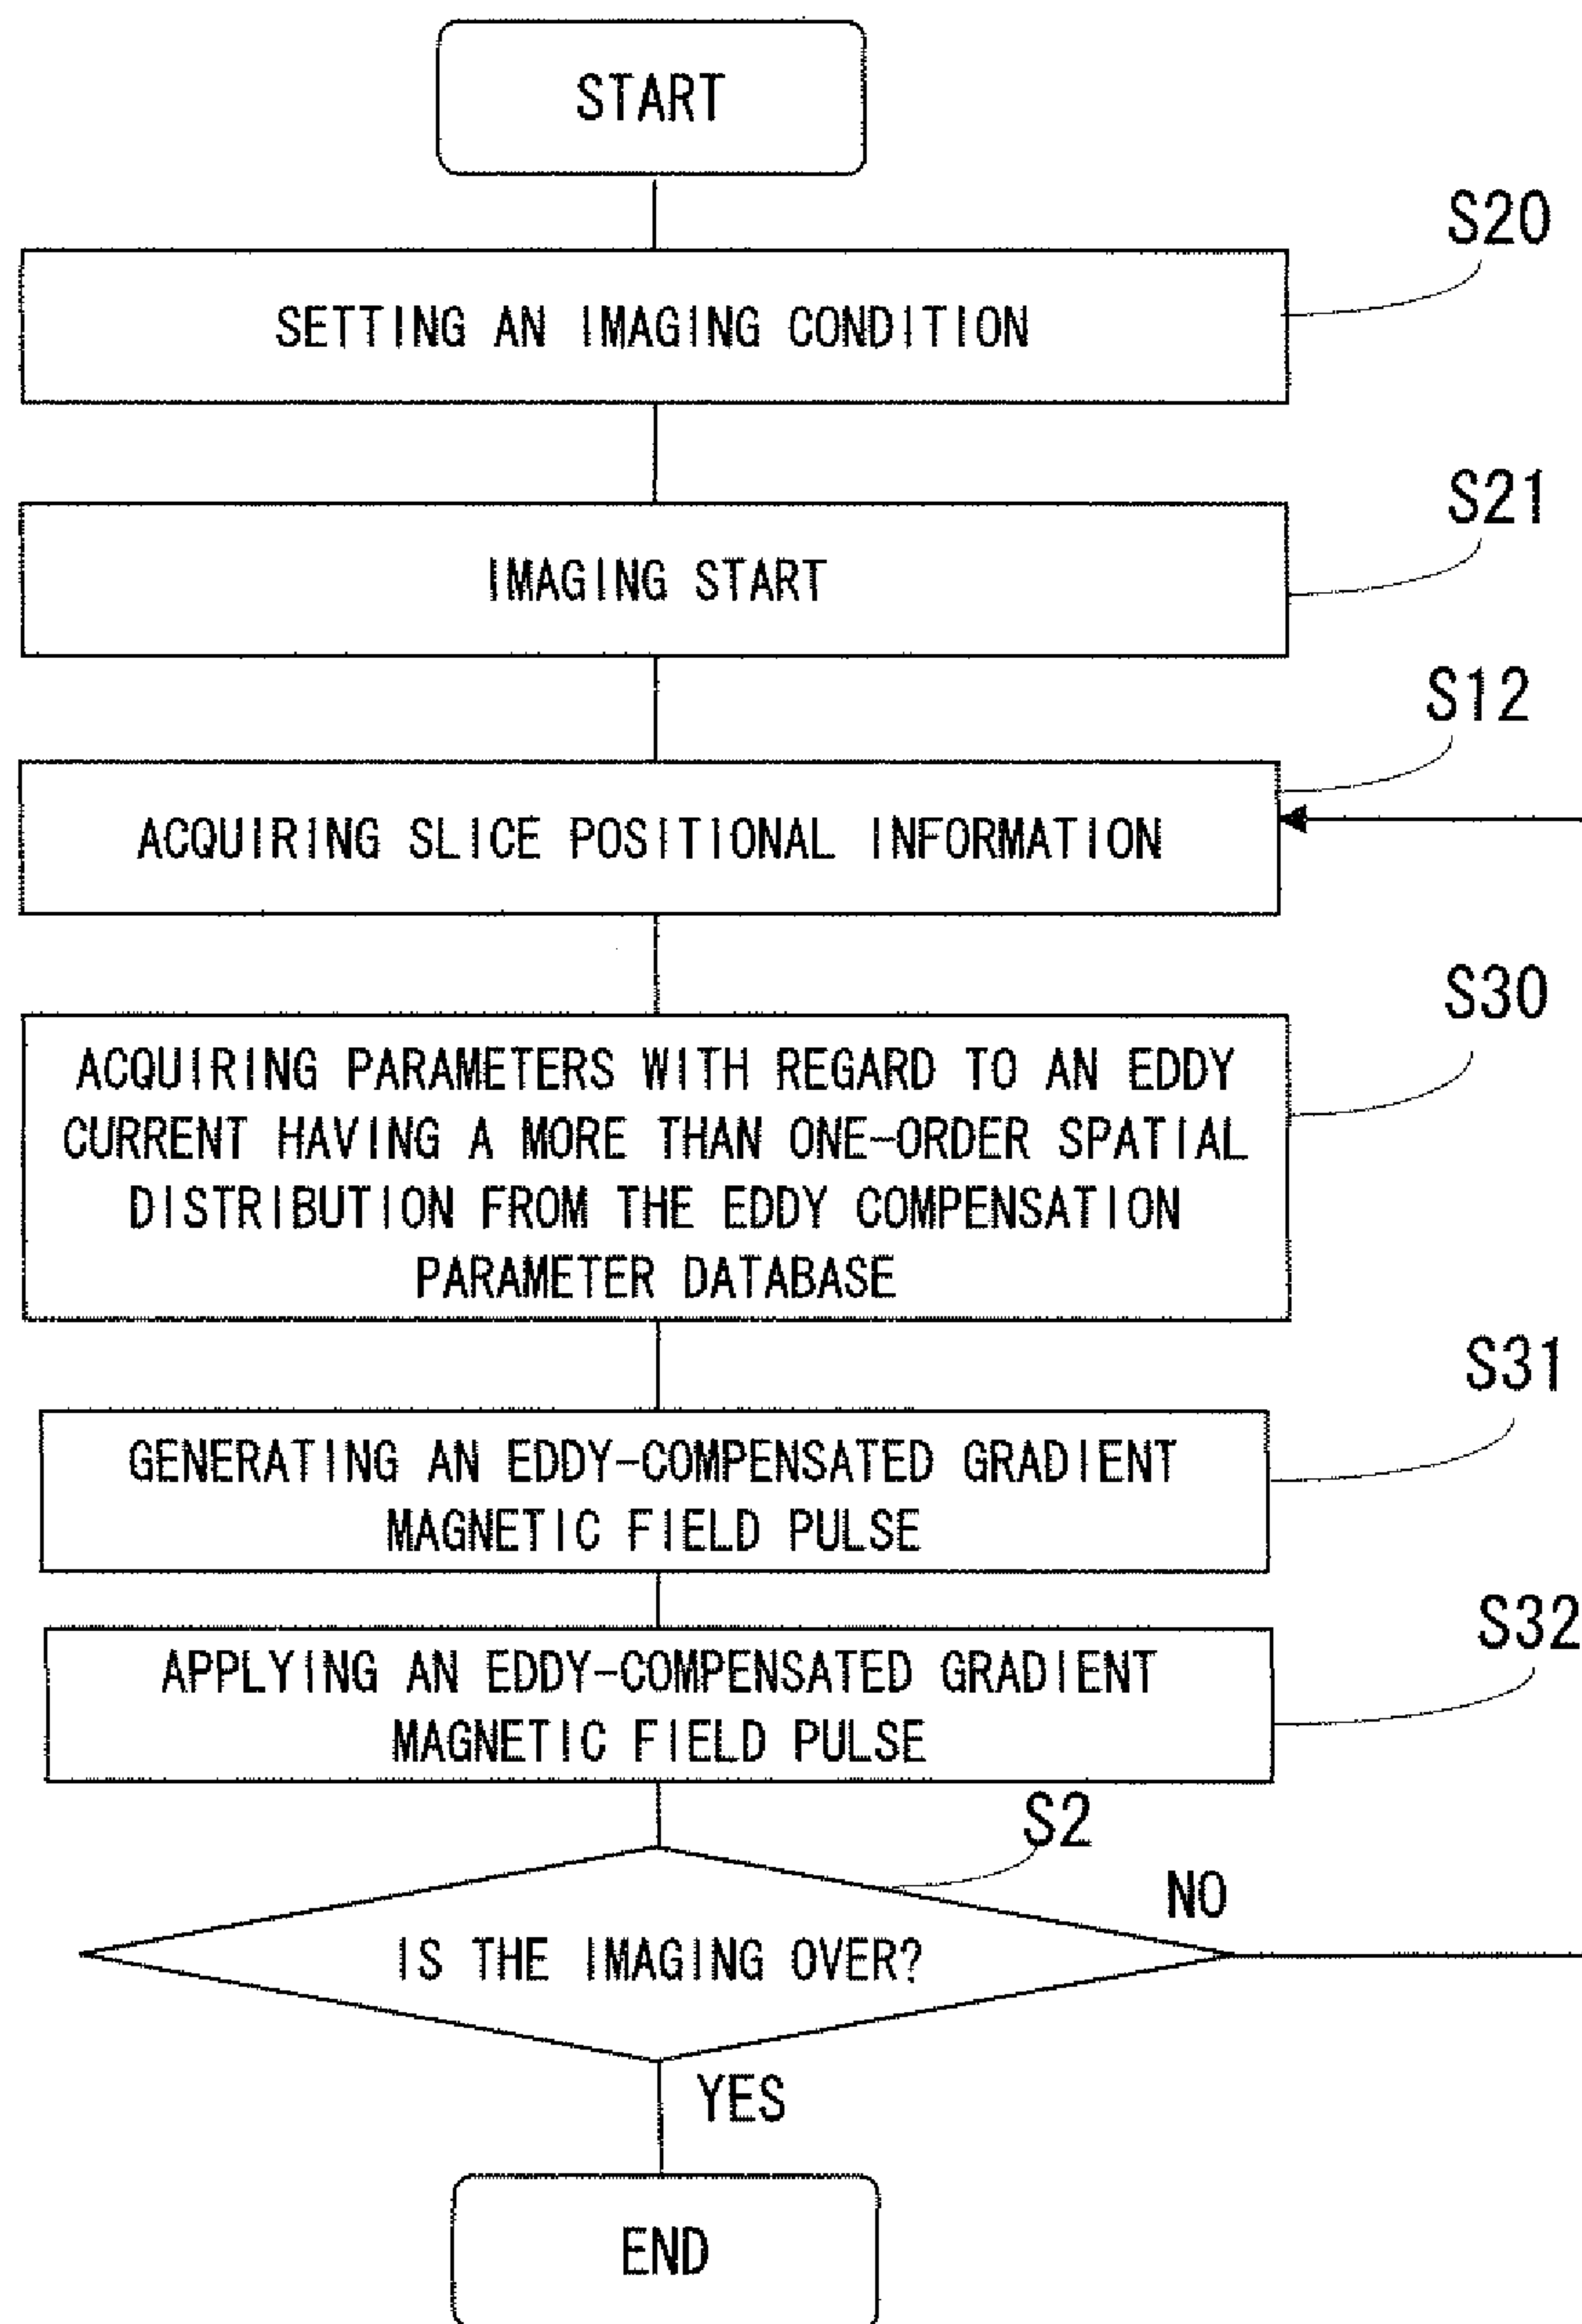 START
S20
SETTING AN IMAGING CONDITION
S21
IMAGING START
S12
ACQUIRING SLICE POSITIONAL INFORMATION
S30
ACQUIRING PARAMETERS WITH REGARD TO AN EDDY
CURRENT HAVING A MORE THAN ONE-ORDER SPATIAL
DISTRIBUTION FROM THE EDDY COMPENSATION
PARAMETER DATABASE
S31
GENERATING AN EDDY-COMPENSATED GRADIENT
MAGNETIC FIELD PULSE
S32
APPLYING AN EDDY-COMPENSATED GRADIENT
MAGNETIC FIELD PULSE
S2
NO
IS THE IMAGING OVER?
YES
END